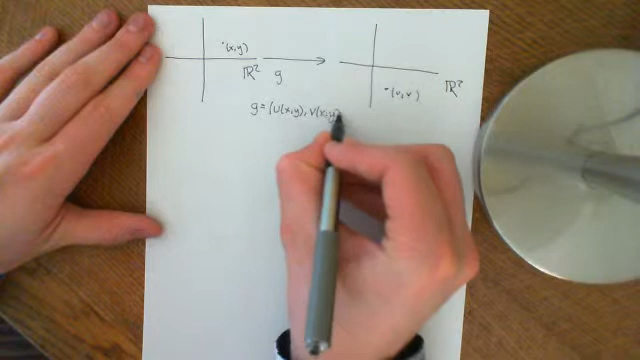 ·(x,y)
ℝ²
g
·(u,v)
ℝ²
g = (u(x,y), v(x,y)